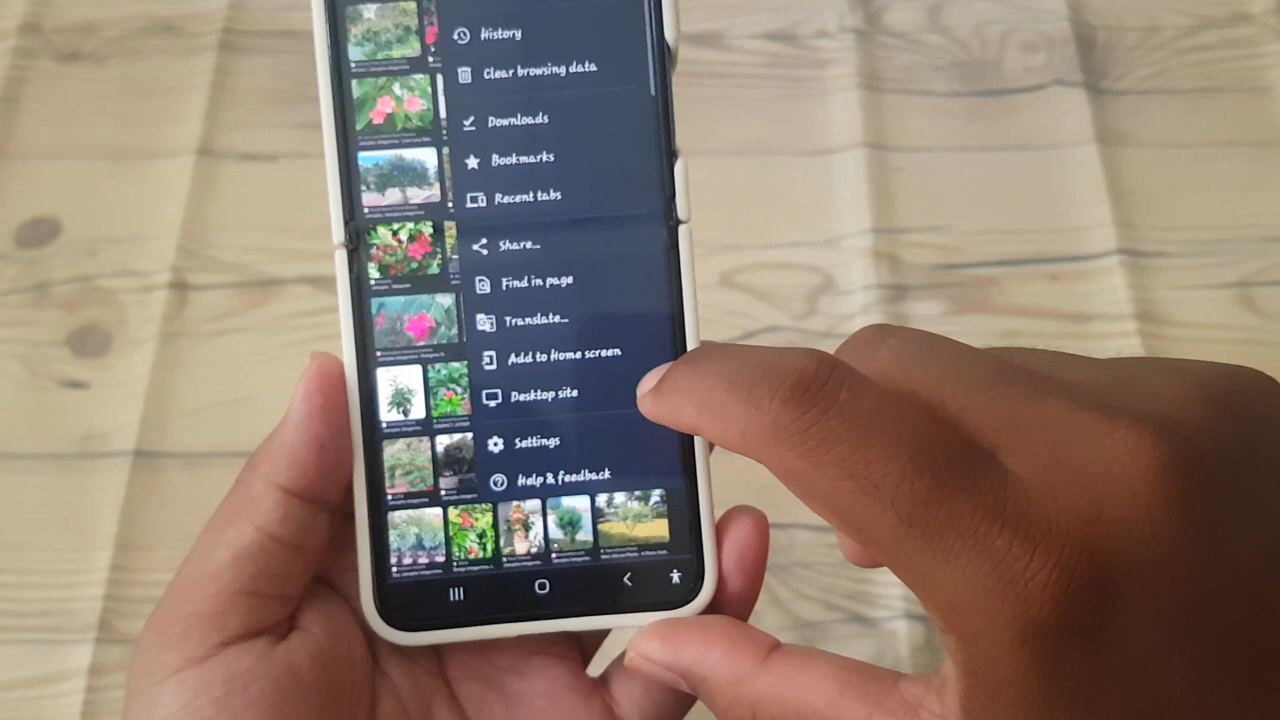 History
Clear browsing data
Downloads
Bookmarks
Recent tabs
Share...
Find in page
Translate...
Add to Home screen
Desktop site
Settings
Help & feedback